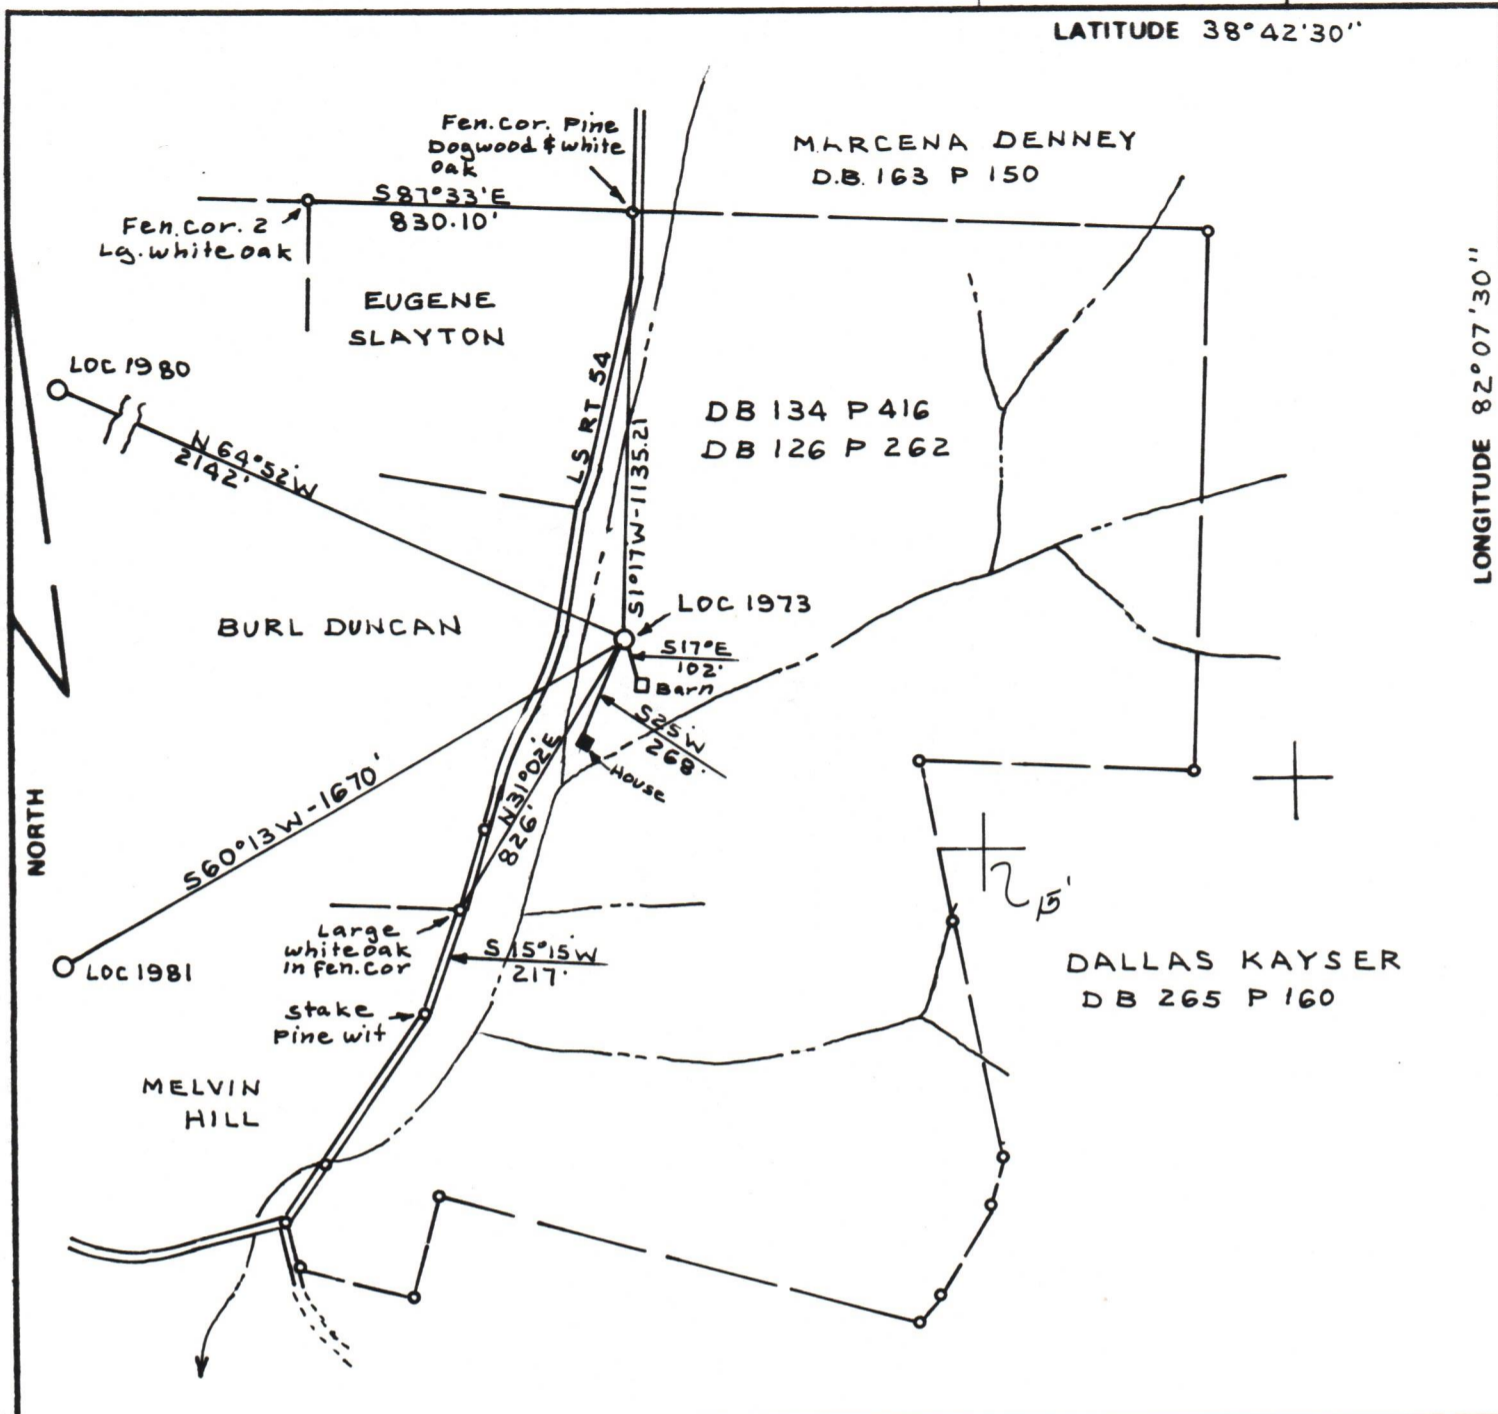 LATITUDE 38°42'30"
Fen. Cor. Pine
Dogwood & white
oak
MARCENA DENNEY
D.B. 163 P 150
S87°33'E
830.10'
Fen. Cor. 2
Lg. white oak
EUGENE
SLAYTON
LONGITUDE 82°07'30"
LOC 1980
LS RT 54
DB 134 P 416
DB 126 P 262
N 64°52'W
2142'
S1°17'W-1135.21
BURL DUNCAN
LOC 1973
S17°E
102'
Barn
S25°W
268'
House
N31°02'E
826'
S60°13'W-1670'
NORTH
15'
Large
white oak
in Fen. Cor
S 15°15'W
217'
LOC 1981
DALLAS KAYSER
DB 265 P 160
stake
Pine wit
MELVIN
HILL